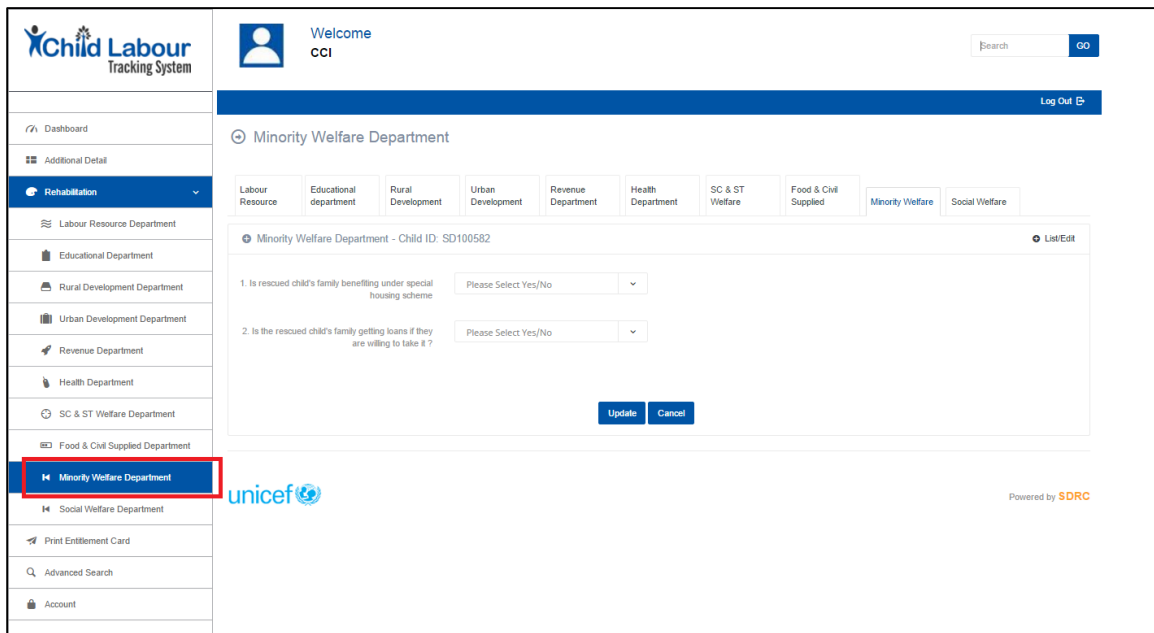 Child Labour
Tracking System
Welcome
CCI
Search
GO
Log Out
Dashboard
Additional Detail
Rehabilitation
Labour Resource Department
Educational Department
Rural Development Department
Urban Development Department
Revenue Department
Health Department
SC & ST Welfare Department
Food & Civil Supplied Department
Minority Welfare Department
Social Welfare Department
Print Entitlement Card
Advanced Search
Account
Minority Welfare Department
Labour
Resource
Educational
department
Rural
Development
Urban
Development
Revenue
Department
Health
Department
SC & ST
Welfare
Food & Civil
Supplied
Minority Welfare
Social Welfare
Minority Welfare Department - Child ID: SD100582
List/Edit
1. Is rescued child's family benefiting under special
housing scheme
Please Select Yes/No
2. Is the rescued child's family getting loans if they
are willing to take it ?
Please Select Yes/No
Update
Cancel
unicef
Powered by SDRC